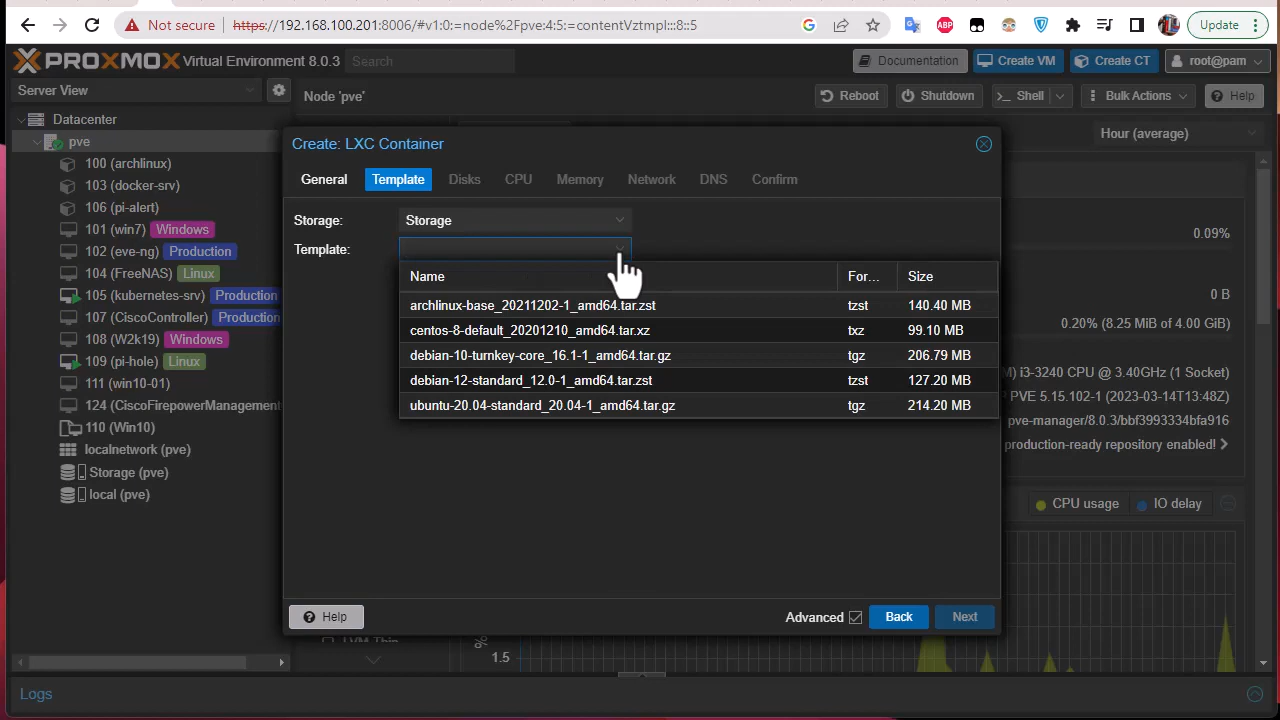 Not secure https://192.168.100.201:8006/#v1:0:=node%2Fpve:4:5:=contentVztmpl:::8::5 Update
PROXMOX Virtual Environment 8.0.3 Search Documentation Create VM Create CT root@pam
Server View Node 'pve' Reboot Shutdown Shell Bulk Actions Help
Datacenter
pve
100 (archlinux)
103 (docker-srv)
106 (pi-alert)
101 (win7) Windows
102 (eve-ng) Production
104 (FreeNAS) Linux
105 (kubernetes-srv) Production
107 (CiscoController) Production
108 (W2k19) Windows
109 (pi-hole) Linux
111 (win10-01)
124 (CiscoFirepowerManagement
110 (Win10)
localnetwork (pve)
Storage (pve)
local (pve)
Create: LXC Container
General Template Disks CPU Memory Network DNS Confirm
Storage: Storage
Template:
Name For... Size
archlinux-base_20211202-1_amd64.tar.zst tzst 140.40 MB
centos-8-default_20201210_amd64.tar.xz txz 99.10 MB
debian-10-turnkey-core_16.1-1_amd64.tar.gz tgz 206.79 MB
debian-12-standard_12.0-1_amd64.tar.zst tzst 127.20 MB
ubuntu-20.04-standard_20.04-1_amd64.tar.gz tgz 214.20 MB
Help Advanced Back Next
Hour (average)
0.09%
0 B
0.20% (8.25 MiB of 4.00 GiB)
M) i3-3240 CPU @ 3.40GHz (1 Socket)
PVE 5.15.102-1 (2023-03-14T13:48Z)
pve-manager/8.0.3/bbf3993334bfa916
production-ready repository enabled!
CPU usage IO delay
%
1.5
Logs